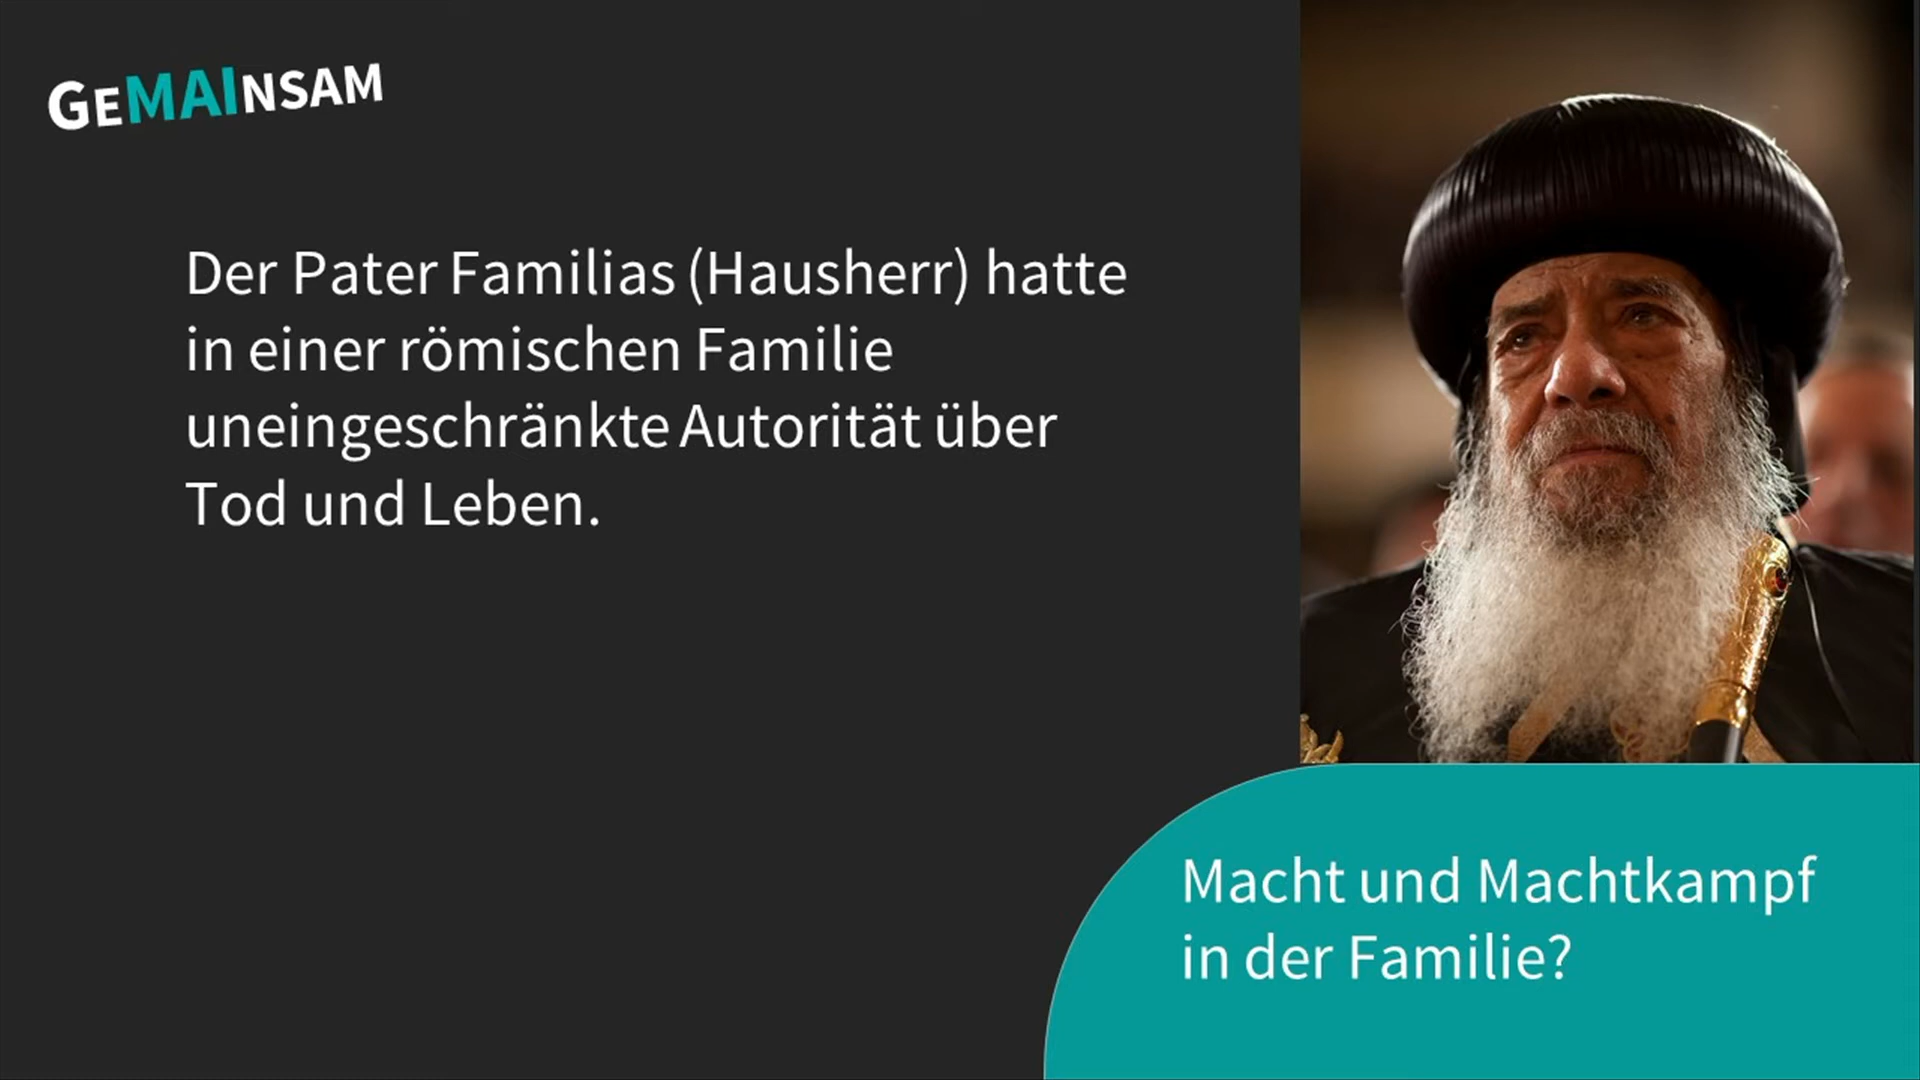 GeMAInsam
Der Pater Familias (Hausherr) hatte
in einer römischen Familie
uneingeschränkte Autorität über
Tod und Leben.
Macht und Machtkampf
in der Familie?